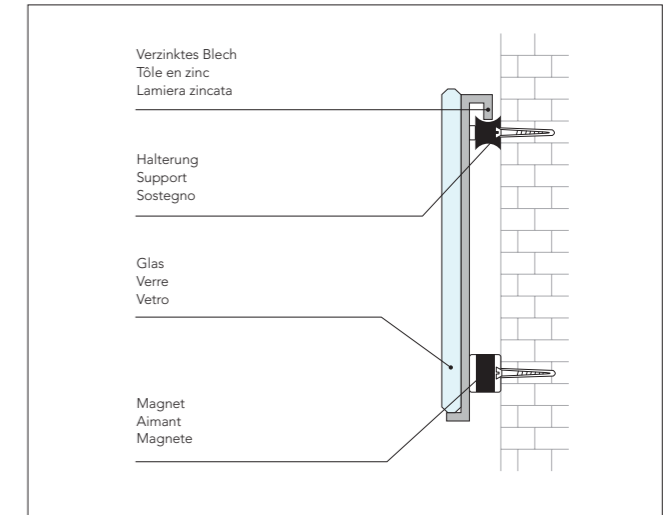 Verzinktes Blech
Tôle en zinc
Lamiera zincata
Halterung
Support
Sostegno
Glas
Verre
Vetro
Magnet
Aimant
Magnete